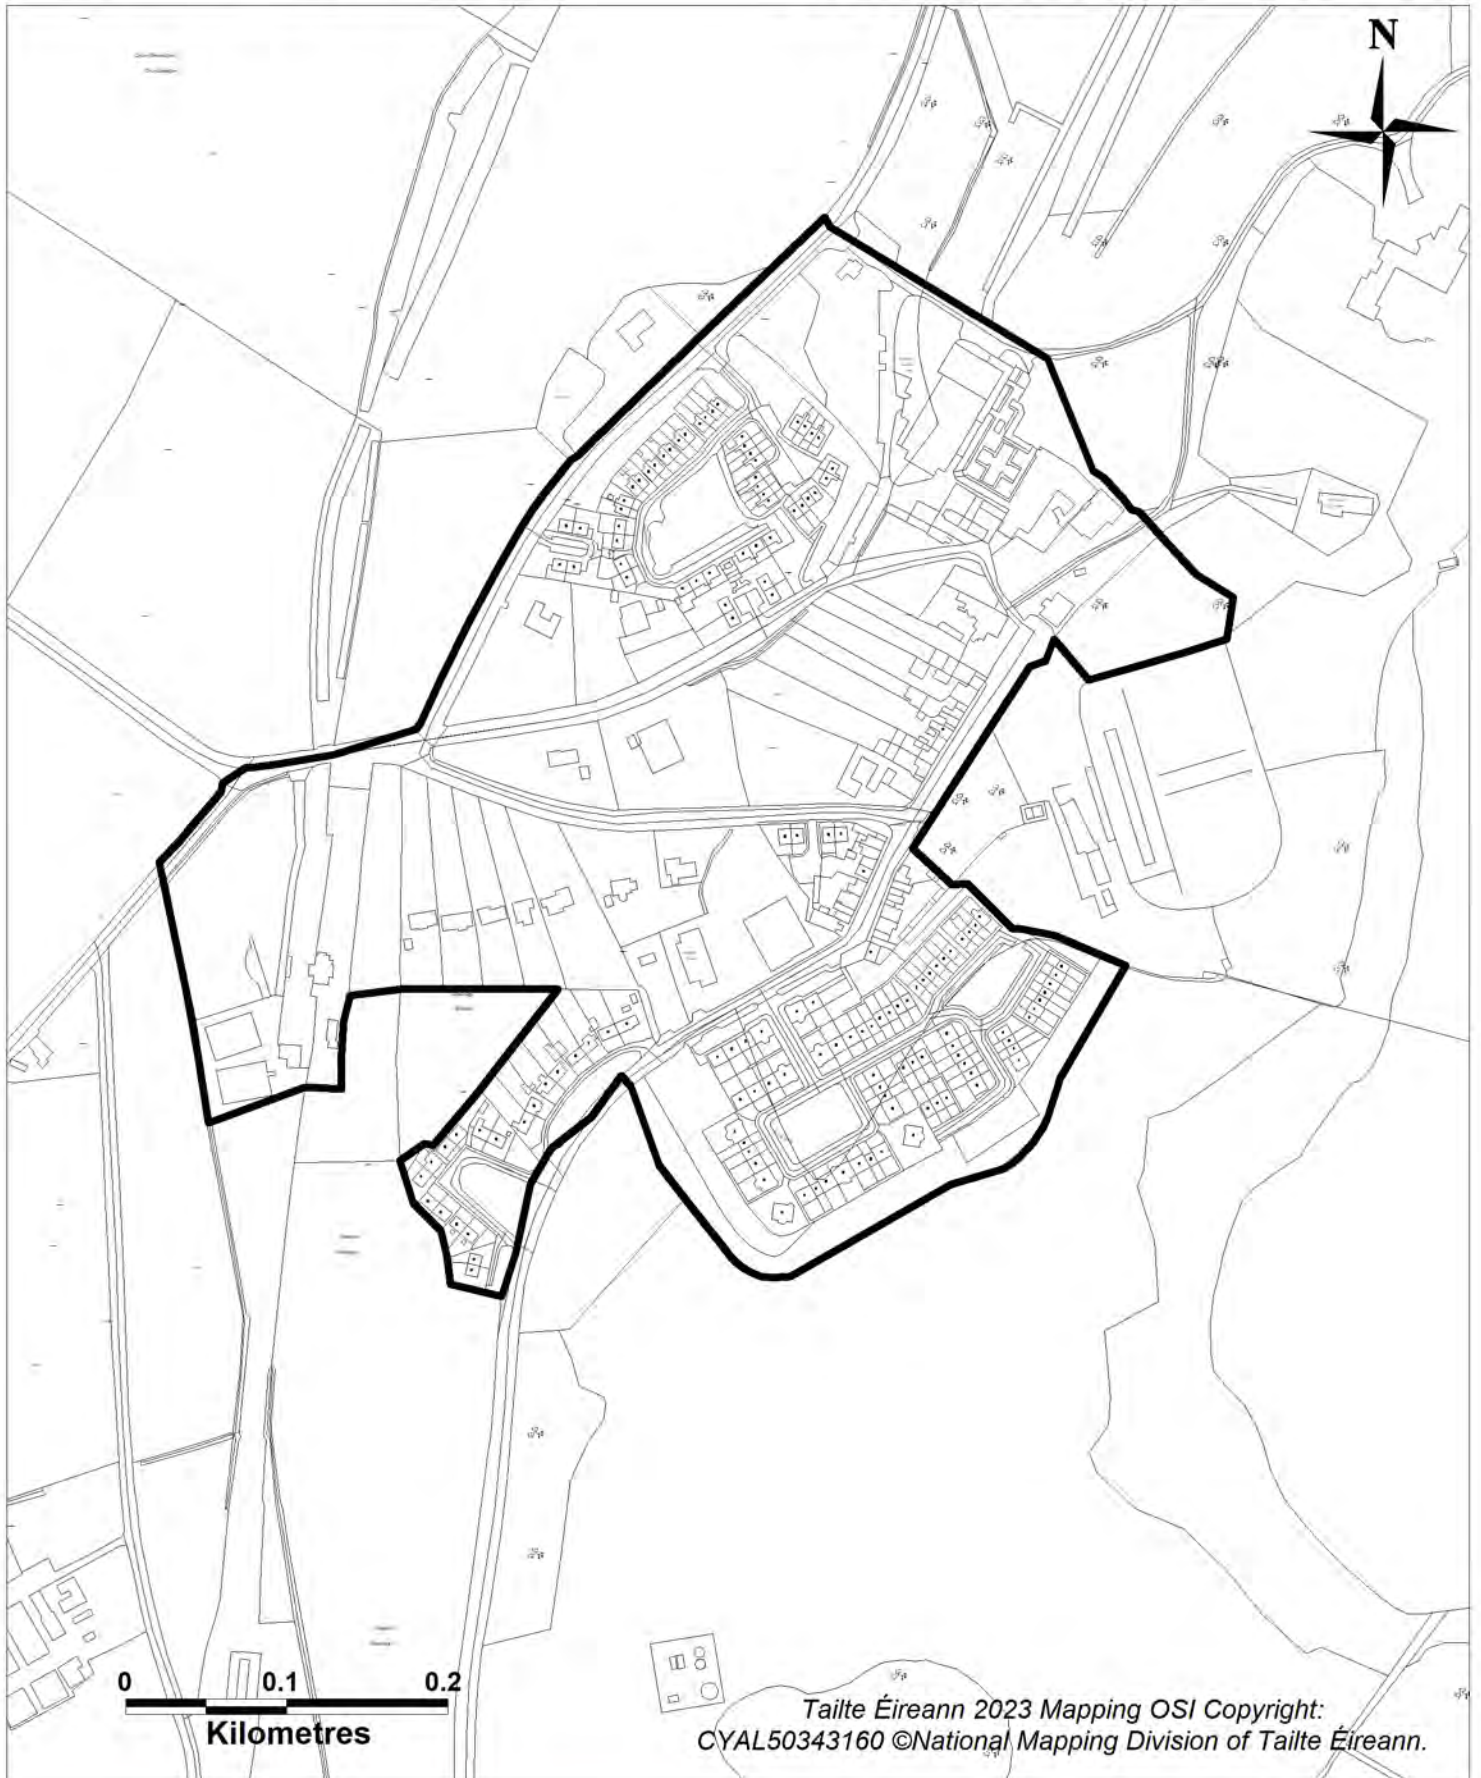 N
0 0.1 0.2
Kilometres
Tailte Éireann 2023 Mapping OSI Copyright:
CYAL50343160 ©National Mapping Division of Tailte Éireann.